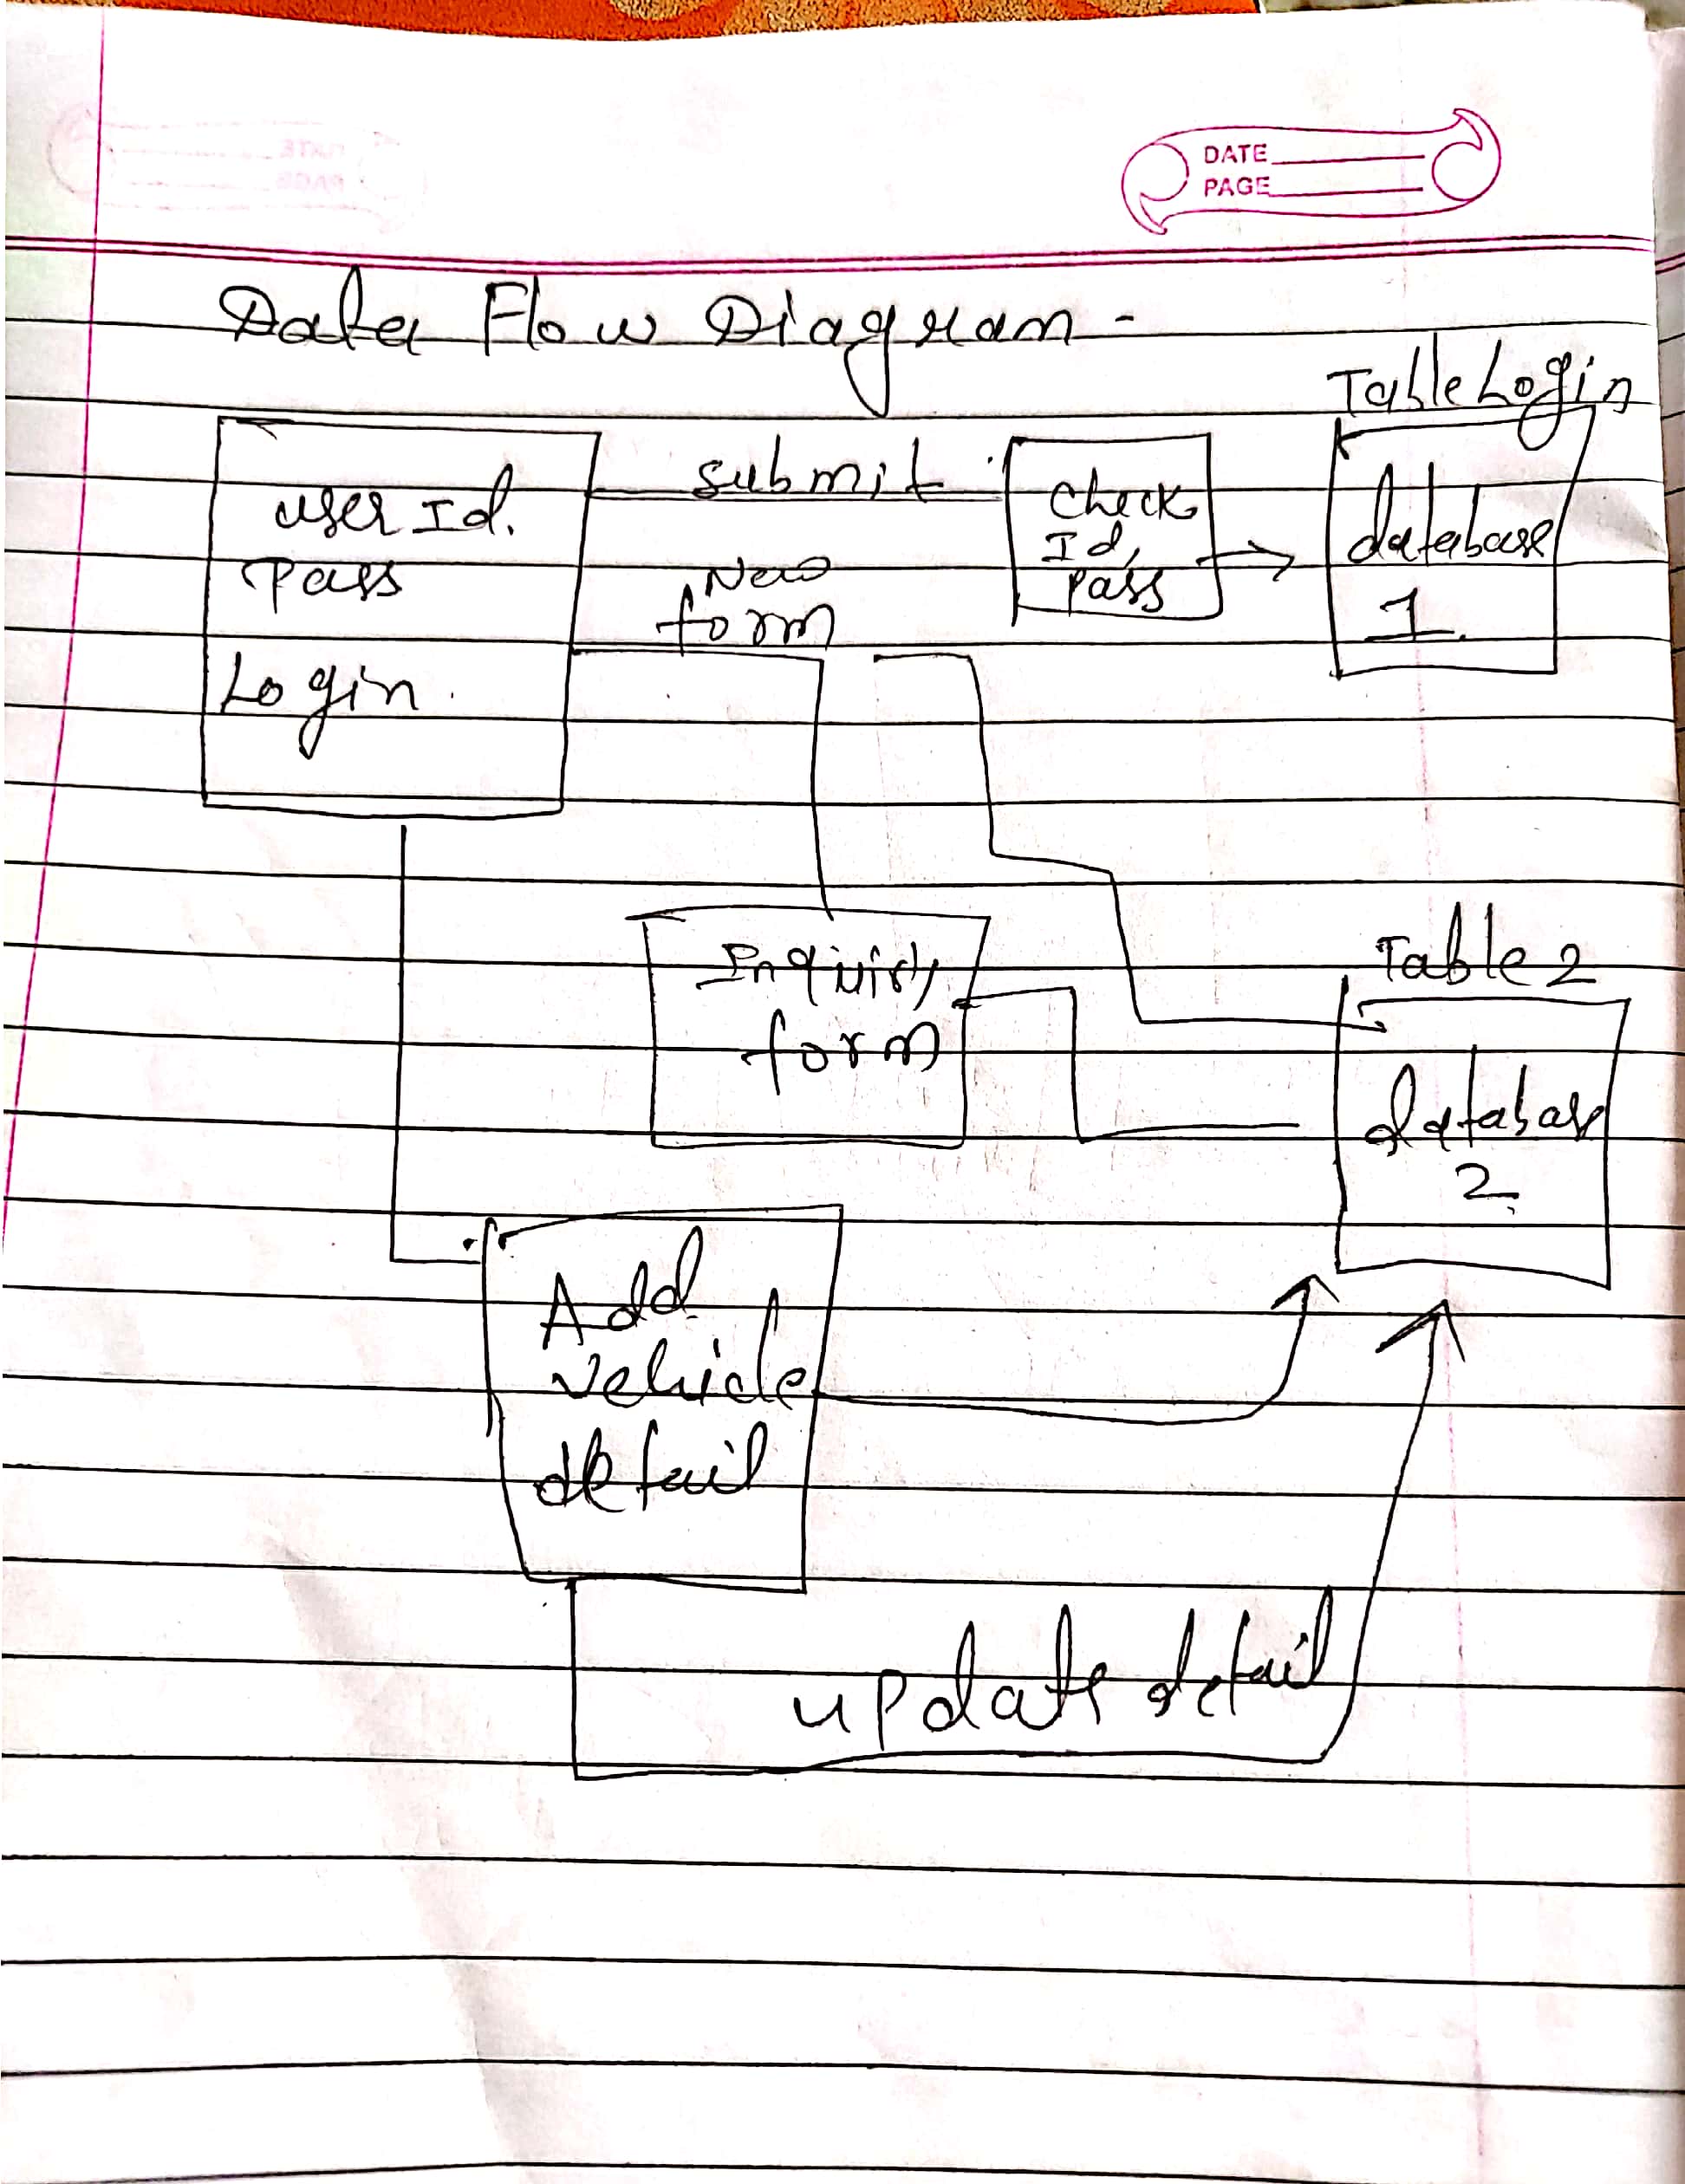 DATE
PAGE
Data Flow Diagram -
Table Login
user Id.
Pass
Login.
submit
New
form
Check
Id,
Pass
database
1
Inquiry
form
Table 2
database
2
Add
vehicle
detail
update detail